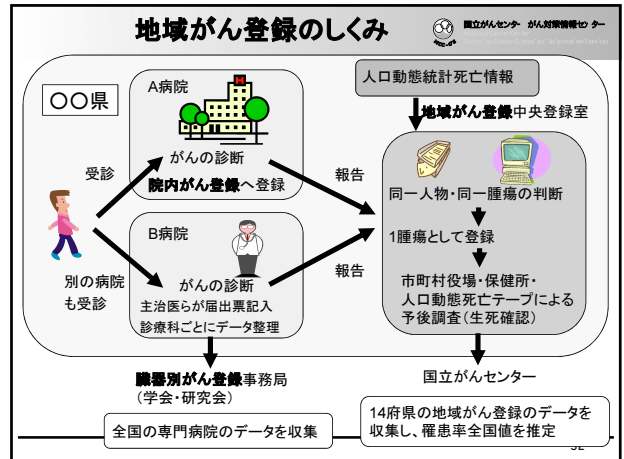 地域がん登録のしくみ
国立がんセンター がん対策情報センター
〇〇県
A病院
がんの診断
院内がん登録へ登録
受診
別の病院
も受診
B病院
がんの診断
主治医らが届出票記入
診療科ごとにデータ整理
報告
報告
人口動態統計死亡情報
地域がん登録中央登録室
同一人物・同一腫瘍の判断
1腫瘍として登録
市町村役場・保健所・
人口動態死亡テープによる
予後調査(生死確認)
臓器別がん登録事務局
(学会・研究会)
全国の専門病院のデータを収集
国立がんセンター
14府県の地域がん登録のデータを
収集し、罹患率全国値を推定